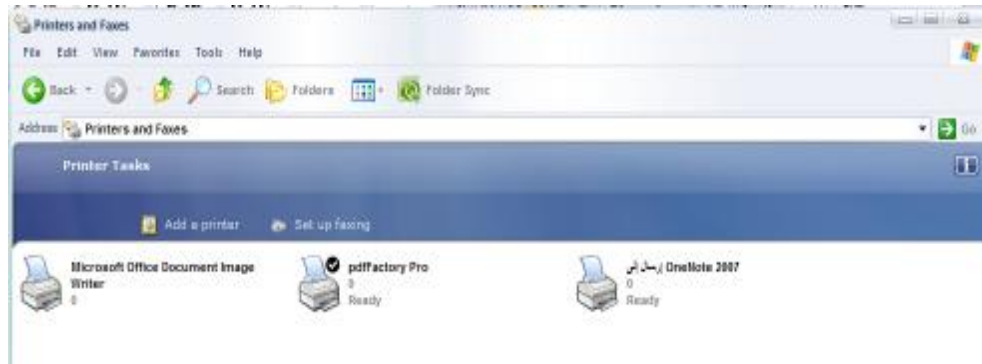 Printers and Faxes
File Edit View Favorites Tools Help
Back Search Folders Folder Sync
Address Printers and Faxes Go
Printer Tasks
Add a printer Set up faxing
Microsoft Office Document Image
Writer
0
pdfFactory Pro
0
Ready
إرسال إلى OneNote 2007
0
Ready